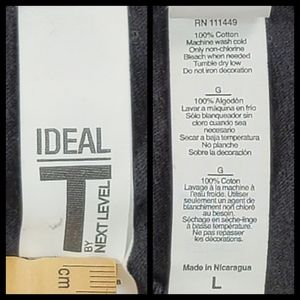 IDEAL
T
BY
NEXT LEVEL
cm
RN 111449
G
100% Cotton
Machine wash cold
Only non-chlorine
Bleach when needed
Tumble dry low
Do not iron decoration
G
100% Algodón
Lavar a máquina en frío
Sólo blanqueador sin
cloro cuando sea
necesario
Secar a baja temperatura
No planche
Sobre la decoración
G
100% Coton
Lavage à la machine à
l'eau froide. Utiliser
seulement un agent de
blanchiment non chloré
au besoin.
Séchage en sèche-linge
à basse température.
Ne pas repasser
les décorations.
Made in Nicaragua
L